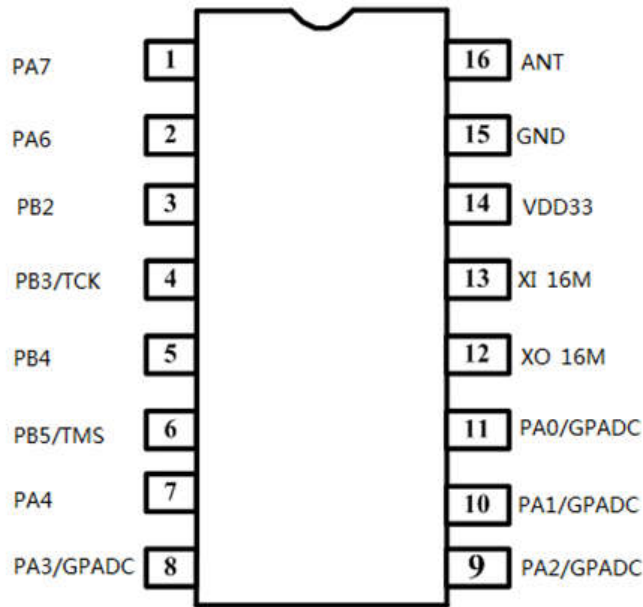 PA7 1 16 ANT
PA6 2 15 GND
PB2 3 14 VDD33
PB3/TCK 4 13 XI 16M
PB4 5 12 XO 16M
PB5/TMS 6 11 PA0/GPADC
PA4 7 10 PA1/GPADC
PA3/GPADC 8 9 PA2/GPADC